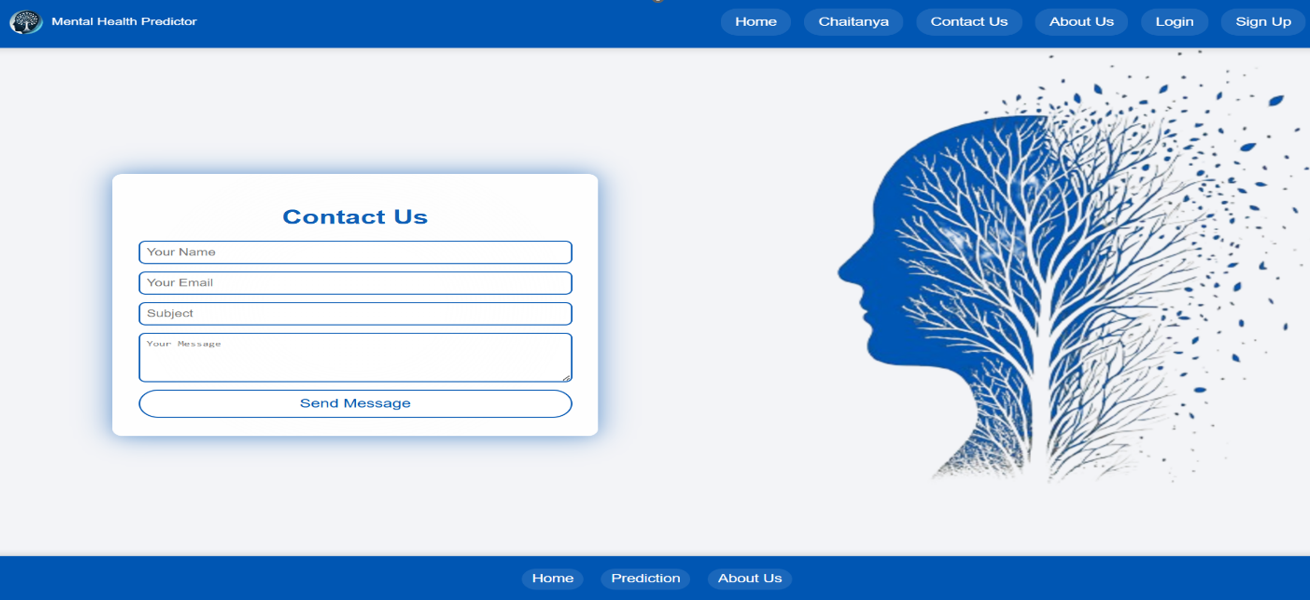 Mental Health Predictor
Home Chaitanya Contact Us About Us Login Sign Up
Contact Us
Your Name
Your Email
Subject
Your Message
Send Message
Home Prediction About Us